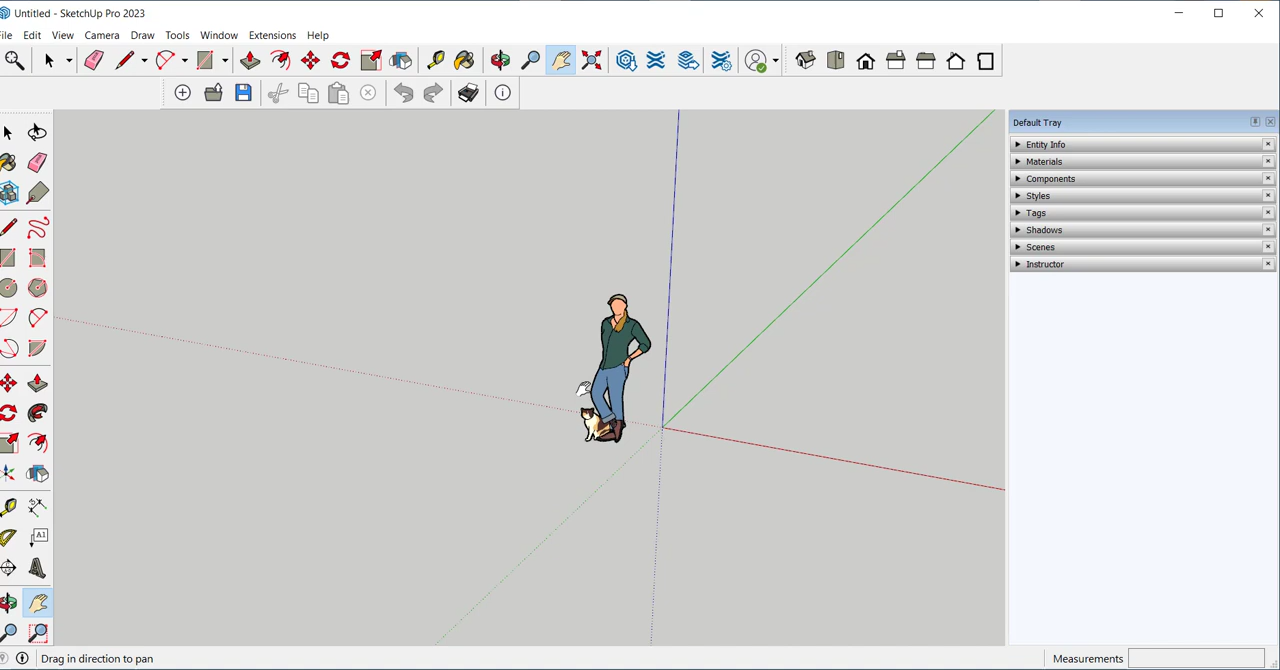 Untitled - SketchUp Pro 2023
ile Edit View Camera Draw Tools Window Extensions Help
Default Tray
Entity Info
Materials
Components
Styles
Tags
Shadows
Scenes
Instructor
A1
Drag in direction to pan
Measurements